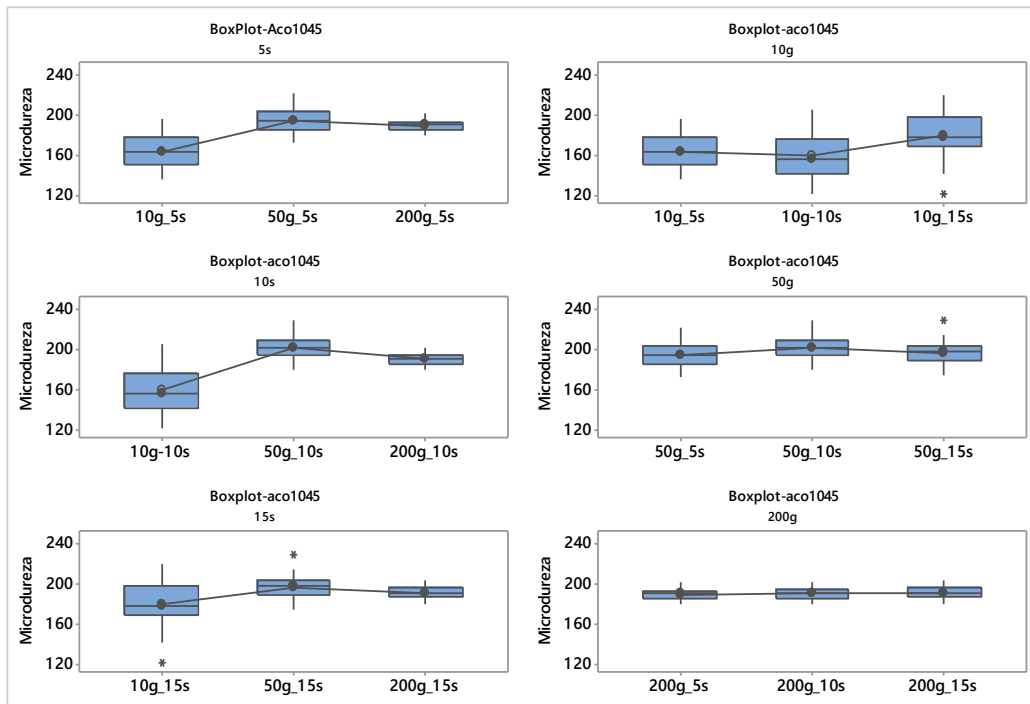 BoxPlot-Aco1045
5s
Microdureza
240
200
160
120
10g_5s 50g_5s 200g_5s
Boxplot-aco1045
10g
Microdureza
240
200
160
120
10g_5s 10g-10s 10g_15s
Boxplot-aco1045
10s
Microdureza
240
200
160
120
10g-10s 50g_10s 200g_10s
Boxplot-aco1045
50g
Microdureza
240
200
160
120
50g_5s 50g_10s 50g_15s
Boxplot-aco1045
15s
Microdureza
240
200
160
120
10g_15s 50g_15s 200g_15s
Boxplot-aco1045
200g
Microdureza
240
200
160
120
200g_5s 200g_10s 200g_15s